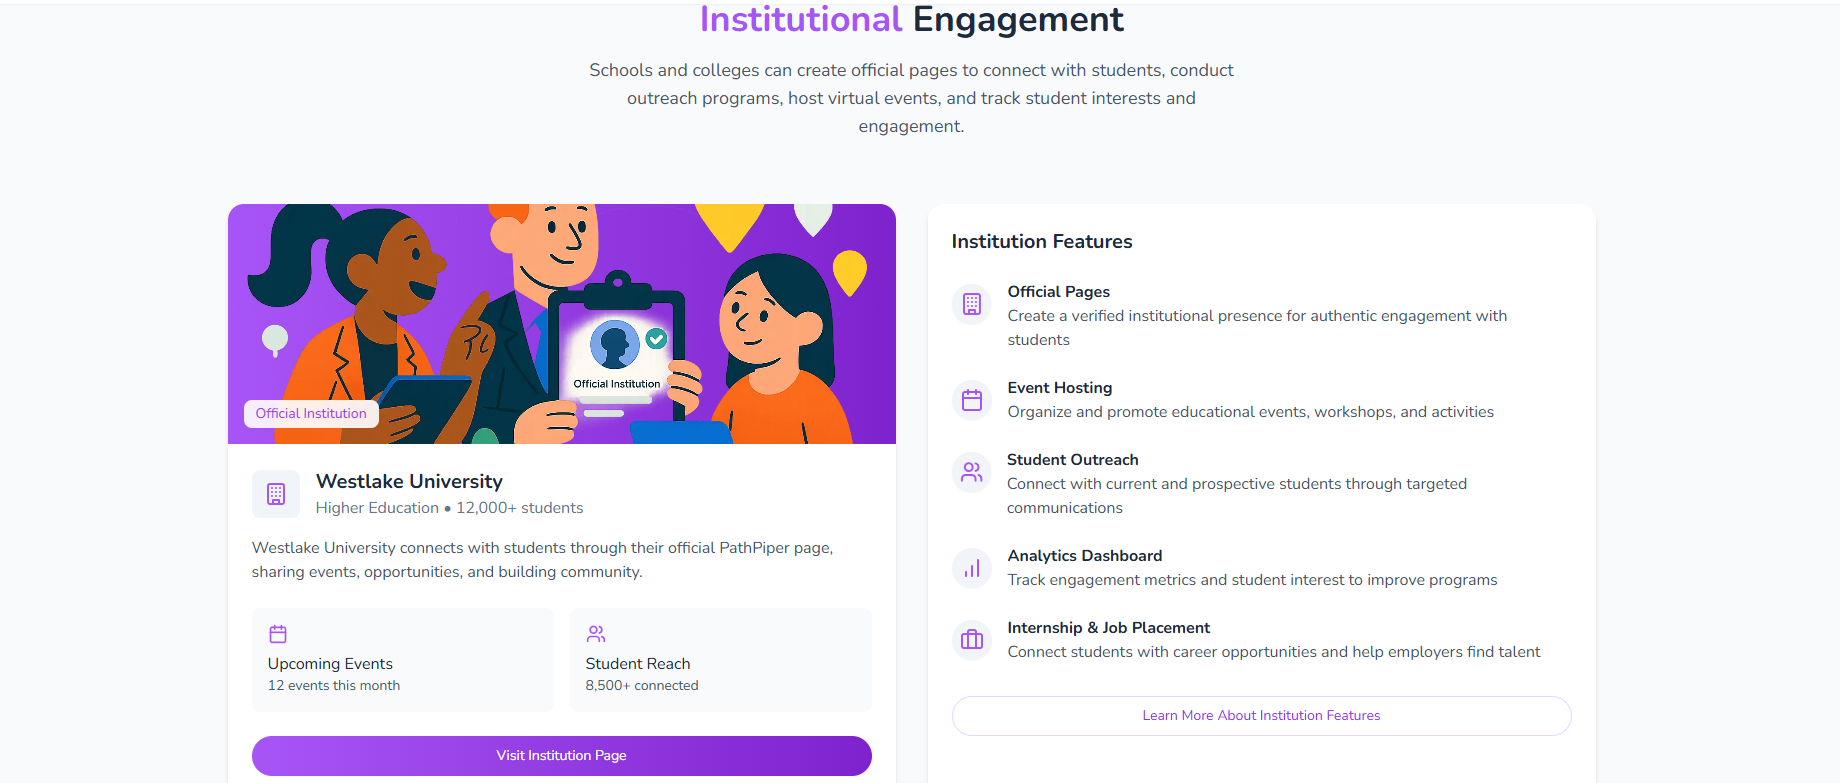 Institutional Engagement
Schools and colleges can create official pages to connect with students, conduct
outreach programs, host virtual events, and track student interests and
engagement.
Official Institution
Official Institution
Westlake University
Higher Education • 12,000+ students
Westlake University connects with students through their official PathPiper page,
sharing events, opportunities, and building community.
Upcoming Events
12 events this month
Student Reach
8,500+ connected
Visit Institution Page
Institution Features
Official Pages
Create a verified institutional presence for authentic engagement with
students
Event Hosting
Organize and promote educational events, workshops, and activities
Student Outreach
Connect with current and prospective students through targeted
communications
Analytics Dashboard
Track engagement metrics and student interest to improve programs
Internship & Job Placement
Connect students with career opportunities and help employers find talent
Learn More About Institution Features